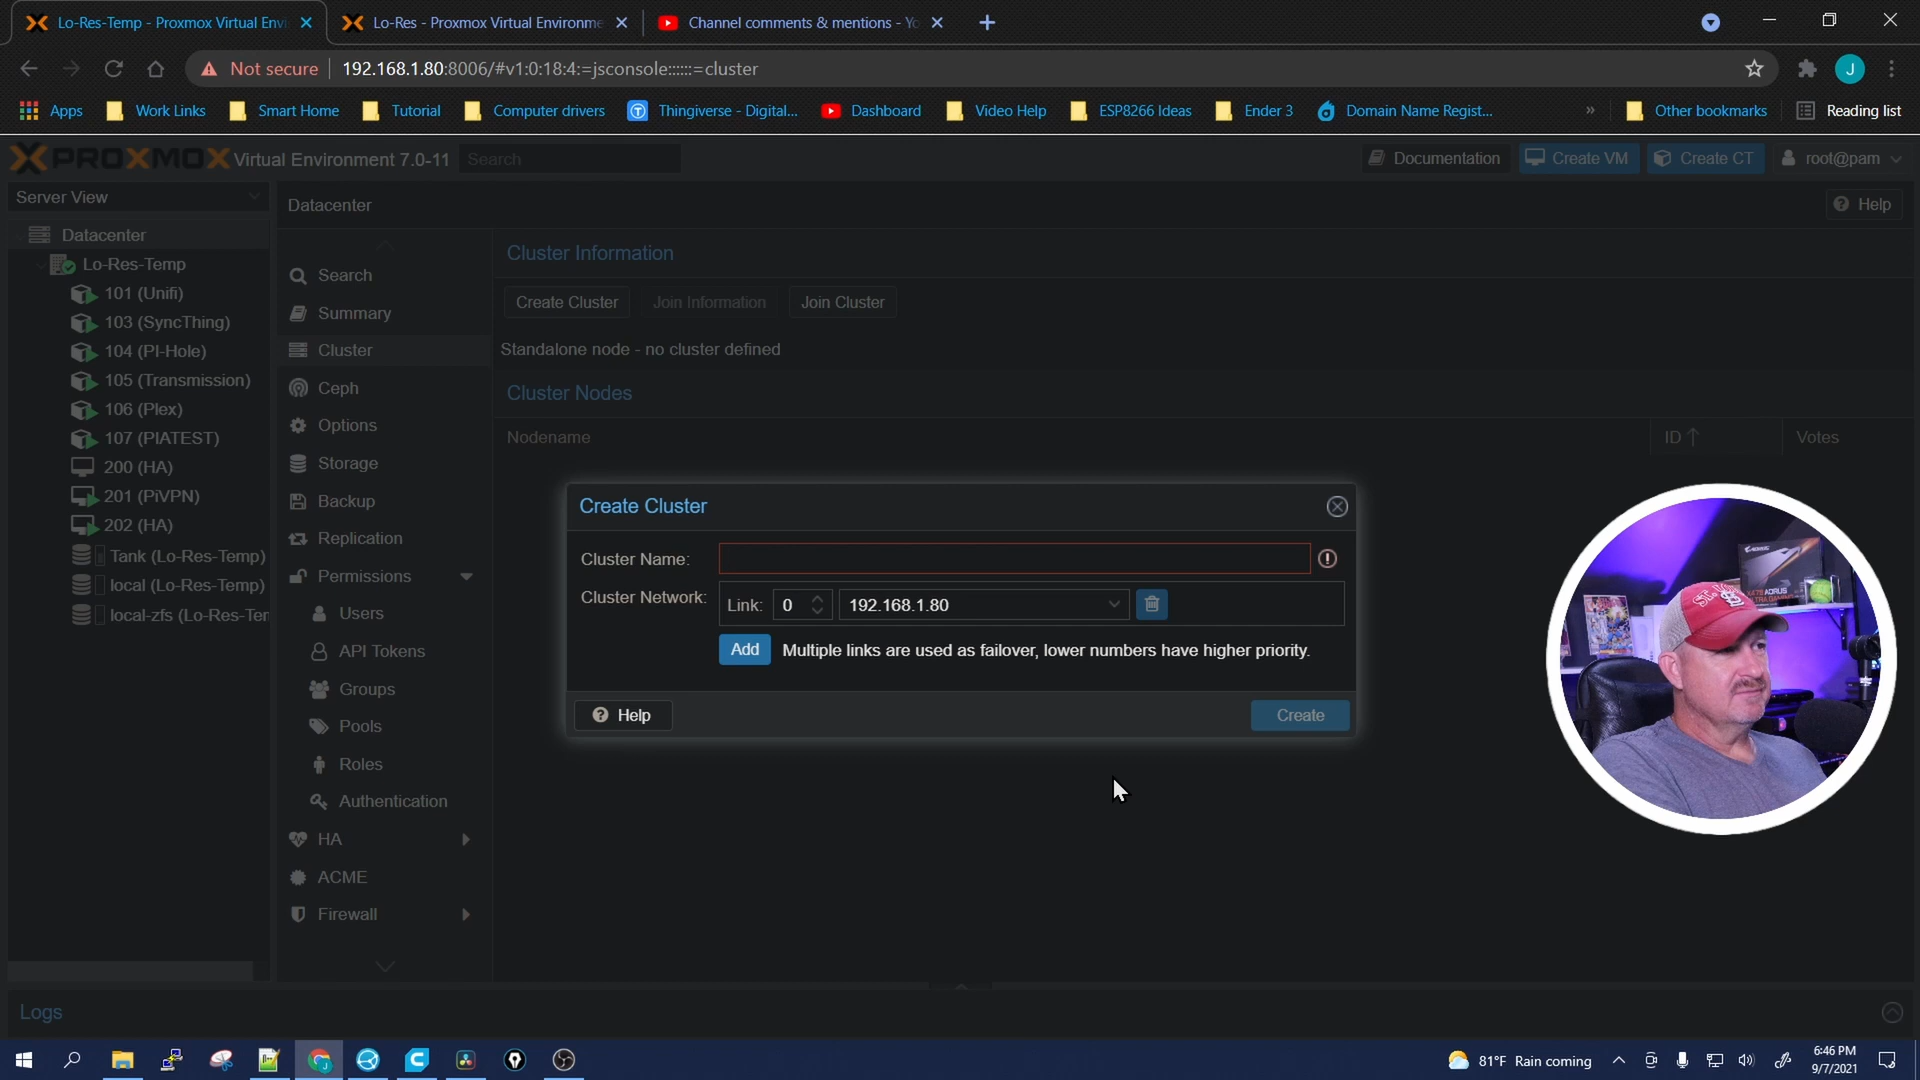 Lo-Res-Temp - Proxmox Virtual Envi
Lo-Res - Proxmox Virtual Environme
Channel comments & mentions - Yo
Not secure
192.168.1.80:8006/#v1:0:18:4:=jsconsole::::::=cluster
J
Apps
Work Links
Smart Home
Tutorial
Computer drivers
Thingiverse - Digital...
Dashboard
Video Help
ESP8266 Ideas
Ender 3
Domain Name Regist...
»
Other bookmarks
Reading list
PROXMOX Virtual Environment 7.0-11
Search
Documentation
Create VM
Create CT
root@pam
Server View
Datacenter
Help
Datacenter
Lo-Res-Temp
101 (Unifi)
103 (SyncThing)
104 (PI-Hole)
105 (Transmission)
106 (Plex)
107 (PIATEST)
200 (HA)
201 (PiVPN)
202 (HA)
Tank (Lo-Res-Temp)
local (Lo-Res-Temp)
local-zfs (Lo-Res-Ten
Search
Summary
Cluster
Ceph
Options
Storage
Backup
Replication
Permissions
Users
API Tokens
Groups
Pools
Roles
Authentication
HA
ACME
Firewall
Cluster Information
Create Cluster
Join Information
Join Cluster
Standalone node - no cluster defined
Cluster Nodes
Nodename
ID
Votes
Create Cluster
Cluster Name:
Cluster Network:
Link:
0
192.168.1.80
Add
Multiple links are used as failover, lower numbers have higher priority.
Help
Create
Logs
81°F Rain coming
6:46 PM
9/7/2021